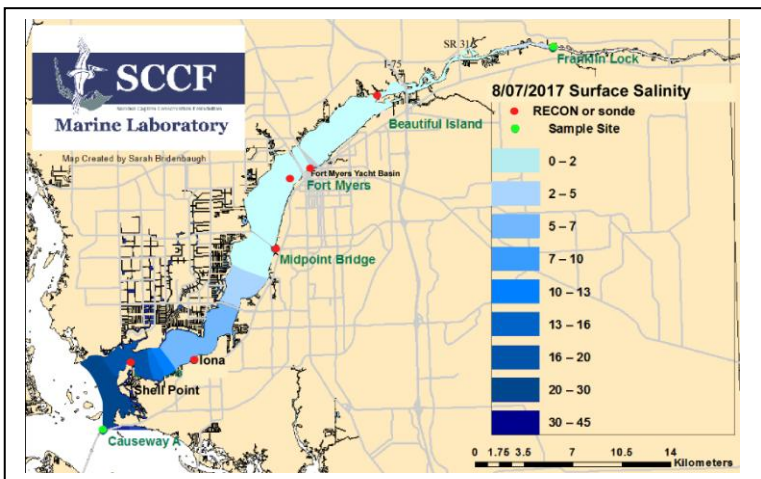 SCCF
Marine Laboratory
Map Created by Sarah Bridenbaugh
SR 31
I-75
Franklin Lock
Beautiful Island
Fort Myers Yacht Basin
Fort Myers
Midpoint Bridge
Iona
Shell Point
Causeway A
8/07/2017 Surface Salinity
RECON or sonde
Sample Site
0 – 2
2 – 5
5 – 7
7 – 10
10 – 13
13 – 16
16 – 20
20 – 30
30 – 45
0 1.75 3.5 7 10.5 14
Kilometers